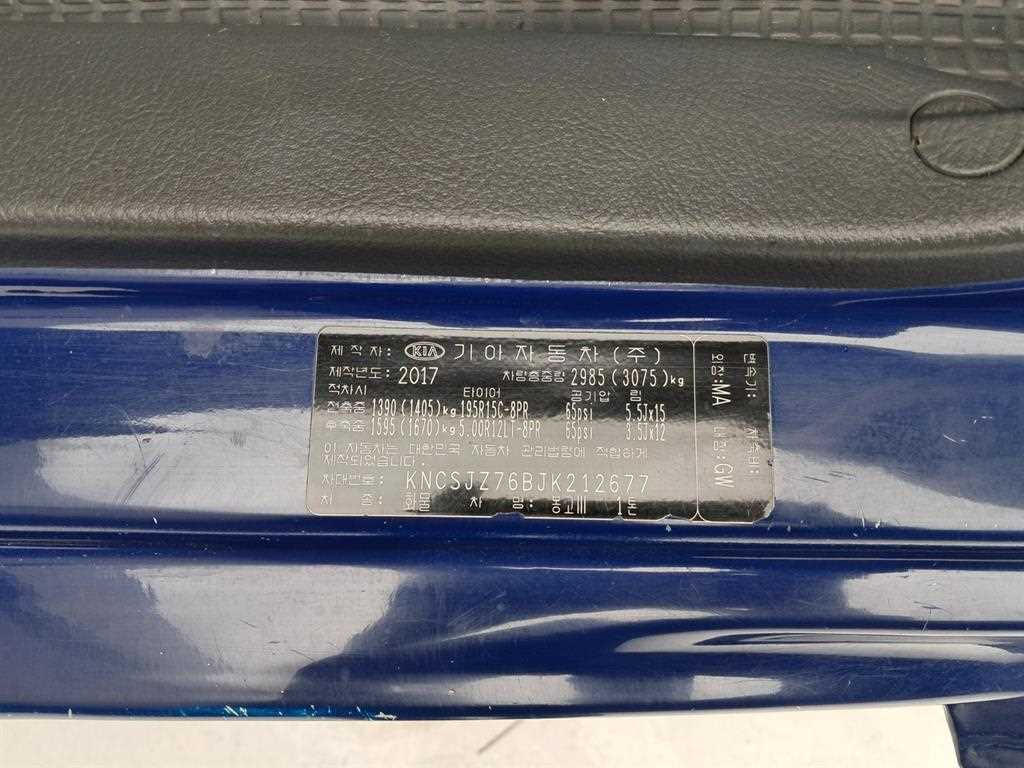 제 작 자 : KIA 기아자동차(주)
제작년도 : 2017 차량총중량 2985(3075)kg
적차시 타이어 공기압 림
전축중 1390(1405)kg 195R15C-8PR 65psi 5.5Jx15
후축중 1595(1670)kg 5.00R12LT-8PR 65psi 3.5Jx12
이 자동차는 대한민국 자동차 관리법령에 적합하게
제작되었습니다.
차대번호 : KNCSJZ76BJK212677
차 종 : 화물 차 명 : 봉고III 1톤
변속기 :
외장 : MA 내장 : GW